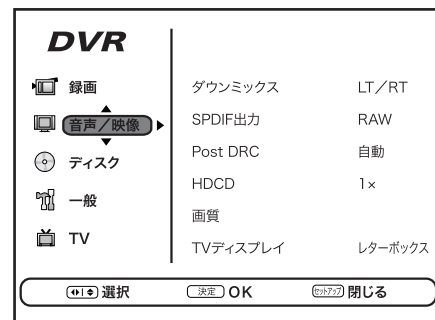 DVR
録画
音声／映像
ディスク
一般
TV
ダウンミックス LT／RT
SPDIF出力 RAW
Post DRC 自動
HDCD 1×
画質
TVディスプレイ レターボックス
選択 決定 OK セットアップ 閉じる